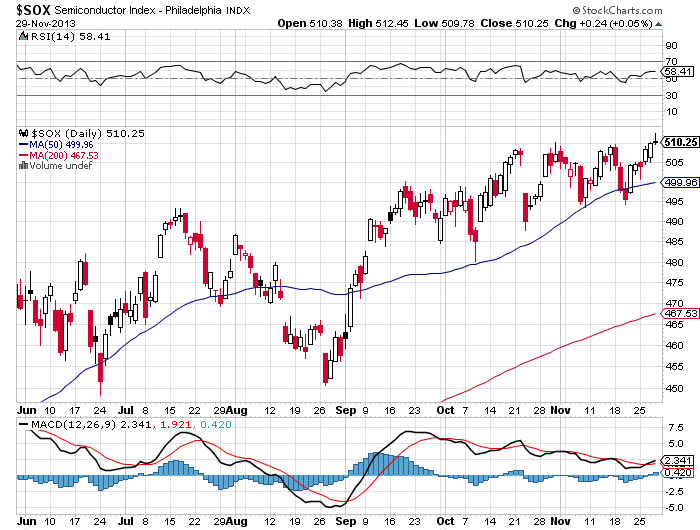 $SOX Semiconductor Index - Philadelphia INDX
© StockCharts.com
29-Nov-2013
Open 510.38 High 512.45 Low 509.78 Close 510.25 Chg +0.24 (+0.05%)
RSI(14) 58.41
90
70
58.41
50
30
10
$SOX (Daily) 510.25
MA(50) 499.96
MA(200) 467.53
Volume undef
510.25
505
499.96
495
490
485
480
475
470
467.53
465
460
455
450
Jun 10 17 24 Jul 8 15 22 Aug 12 19 26 Sep 9 16 23 Oct 7 14 21 28 Nov 11 18 25
MACD(12,26,9) 2.341, 1.921, 0.420
7.5
5.0
2.341
0.420
0.0
-2.5
-5.0
Jun 10 17 24 Jul 8 15 22 Aug 12 19 26 Sep 9 16 23 Oct 7 14 21 28 Nov 11 18 25